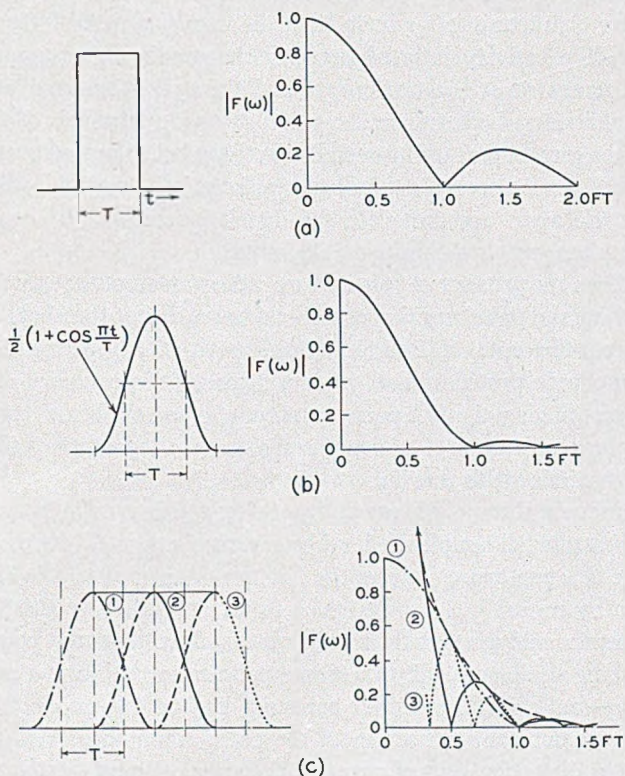 1.0
0.8
0.6
|F(ω)|
0.4
0.2
0
0 0.5 1.0 1.5 2.0FT
t→
←T→
(a)
½(1+COS πt/T)
←T→
1.0
0.8
0.6
|F(ω)|
0.4
0.2
0
0 0.5 1.0 1.5 FT
(b)
① ② ③
←T→
1.0
0.8
0.6
|F(ω)|
0.4
0.2
0
① ② ③
0 0.5 1.0 1.5 FT
(c)